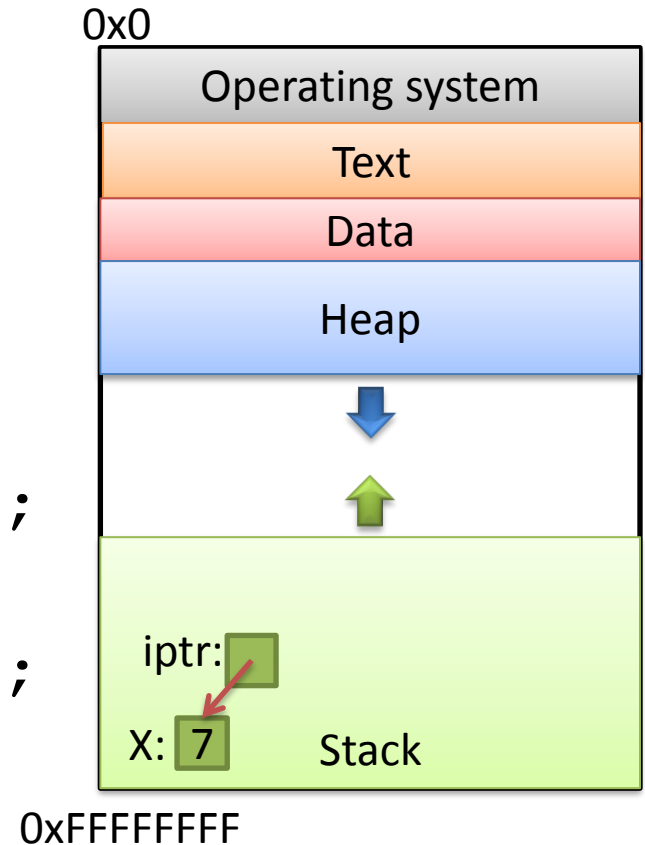 0x0
Operating system
Text
Data
Heap
;
;
iptr:
X: 7
Stack
0xFFFFFFFF